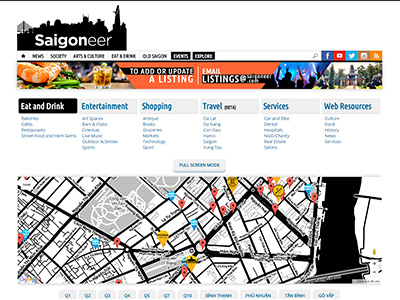 Saigoneer
NEWS SOCIETY ARTS & CULTURE EAT & DRINK OLD SAIGON EVENTS EXPLORE
TO ADD OR UPDATE A LISTING
EMAIL LISTINGS@saigoneer.com
Eat and Drink
Bakeries
Cafes
Restaurants
Street Food and Hem Gems
Entertainment
Art Spaces
Bars & Clubs
Cinemas
Live Music
Outdoor Activities
Sports
Shopping
Antique
Books
Groceries
Markets
Technology
Sport
Travel (BETA)
Da Lat
Da Nang
Con Dao
Hanoi
Saigon
Vung Tau
Services
Car and Bike
Dental
Hospitals
NGO/Charity
Real Estate
Salons
Web Resources
Culture
Food
History
News
Services
FULL SCREEN MODE
Q1 Q2 Q3 Q4 Q5 Q7 Q10 BÌNH THẠNH PHÚ NHUẬN TÂN BÌNH GÒ VẤP